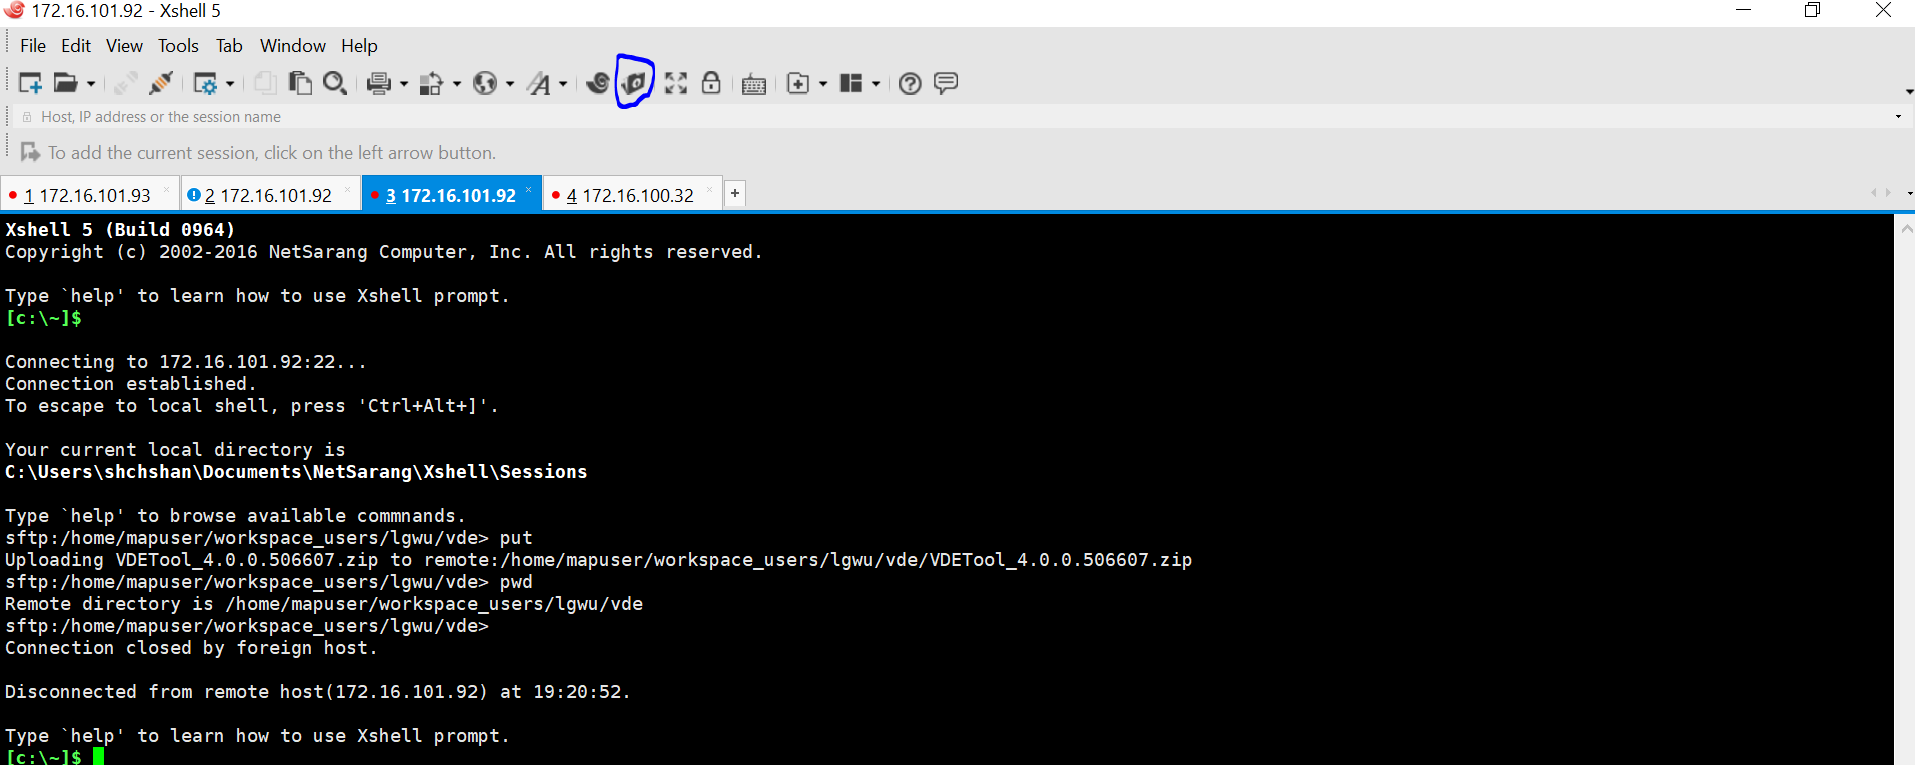 172.16.101.92 - Xshell 5
File Edit View Tools Tab Window Help
Host, IP address or the session name
To add the current session, click on the left arrow button.
1 172.16.101.93 2 172.16.101.92 3 172.16.101.92 4 172.16.100.32 +
Xshell 5 (Build 0964)
Copyright (c) 2002-2016 NetSarang Computer, Inc. All rights reserved.
Type `help' to learn how to use Xshell prompt.
[c:\~]$
Connecting to 172.16.101.92:22...
Connection established.
To escape to local shell, press 'Ctrl+Alt+]'.
Your current local directory is
C:\Users\shchshan\Documents\NetSarang\Xshell\Sessions
Type `help' to browse available commnands.
sftp:/home/mapuser/workspace_users/lgwu/vde> put
Uploading VDETool_4.0.0.506607.zip to remote:/home/mapuser/workspace_users/lgwu/vde/VDETool_4.0.0.506607.zip
sftp:/home/mapuser/workspace_users/lgwu/vde> pwd
Remote directory is /home/mapuser/workspace_users/lgwu/vde
sftp:/home/mapuser/workspace_users/lgwu/vde>
Connection closed by foreign host.
Disconnected from remote host(172.16.101.92) at 19:20:52.
Type `help' to learn how to use Xshell prompt.
[c:\~]$